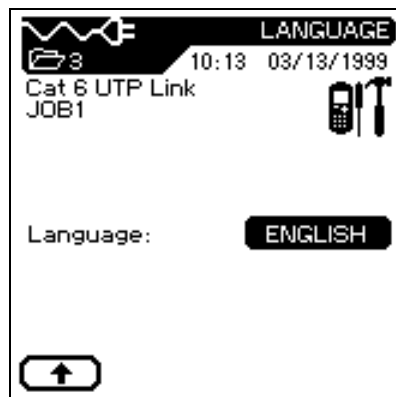 LANGUAGE
3 10:13 03/13/1999
Cat 6 UTP Link
JOB1
Language: ENGLISH